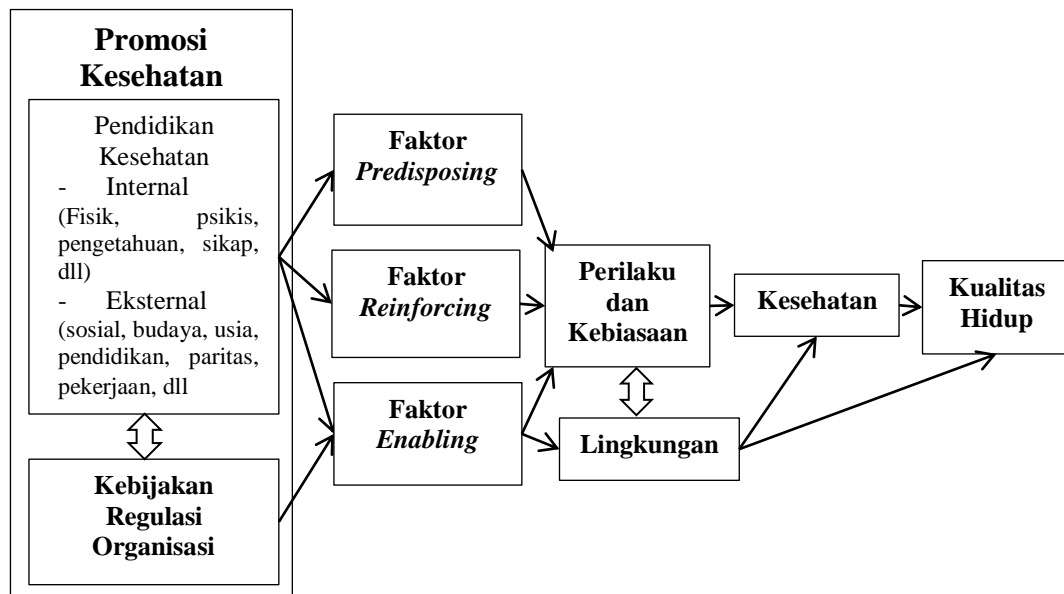 Promosi
Kesehatan
Pendidikan
Kesehatan
- Internal
(Fisik, psikis,
pengetahuan, sikap,
dll)
- Eksternal
(sosial, budaya, usia,
pendidikan, paritas,
pekerjaan, dll
Kebijakan
Regulasi
Organisasi
Faktor
Predisposing
Faktor
Reinforcing
Faktor
Enabling
Perilaku
dan
Kebiasaan
Lingkungan
Kesehatan
Kualitas
Hidup